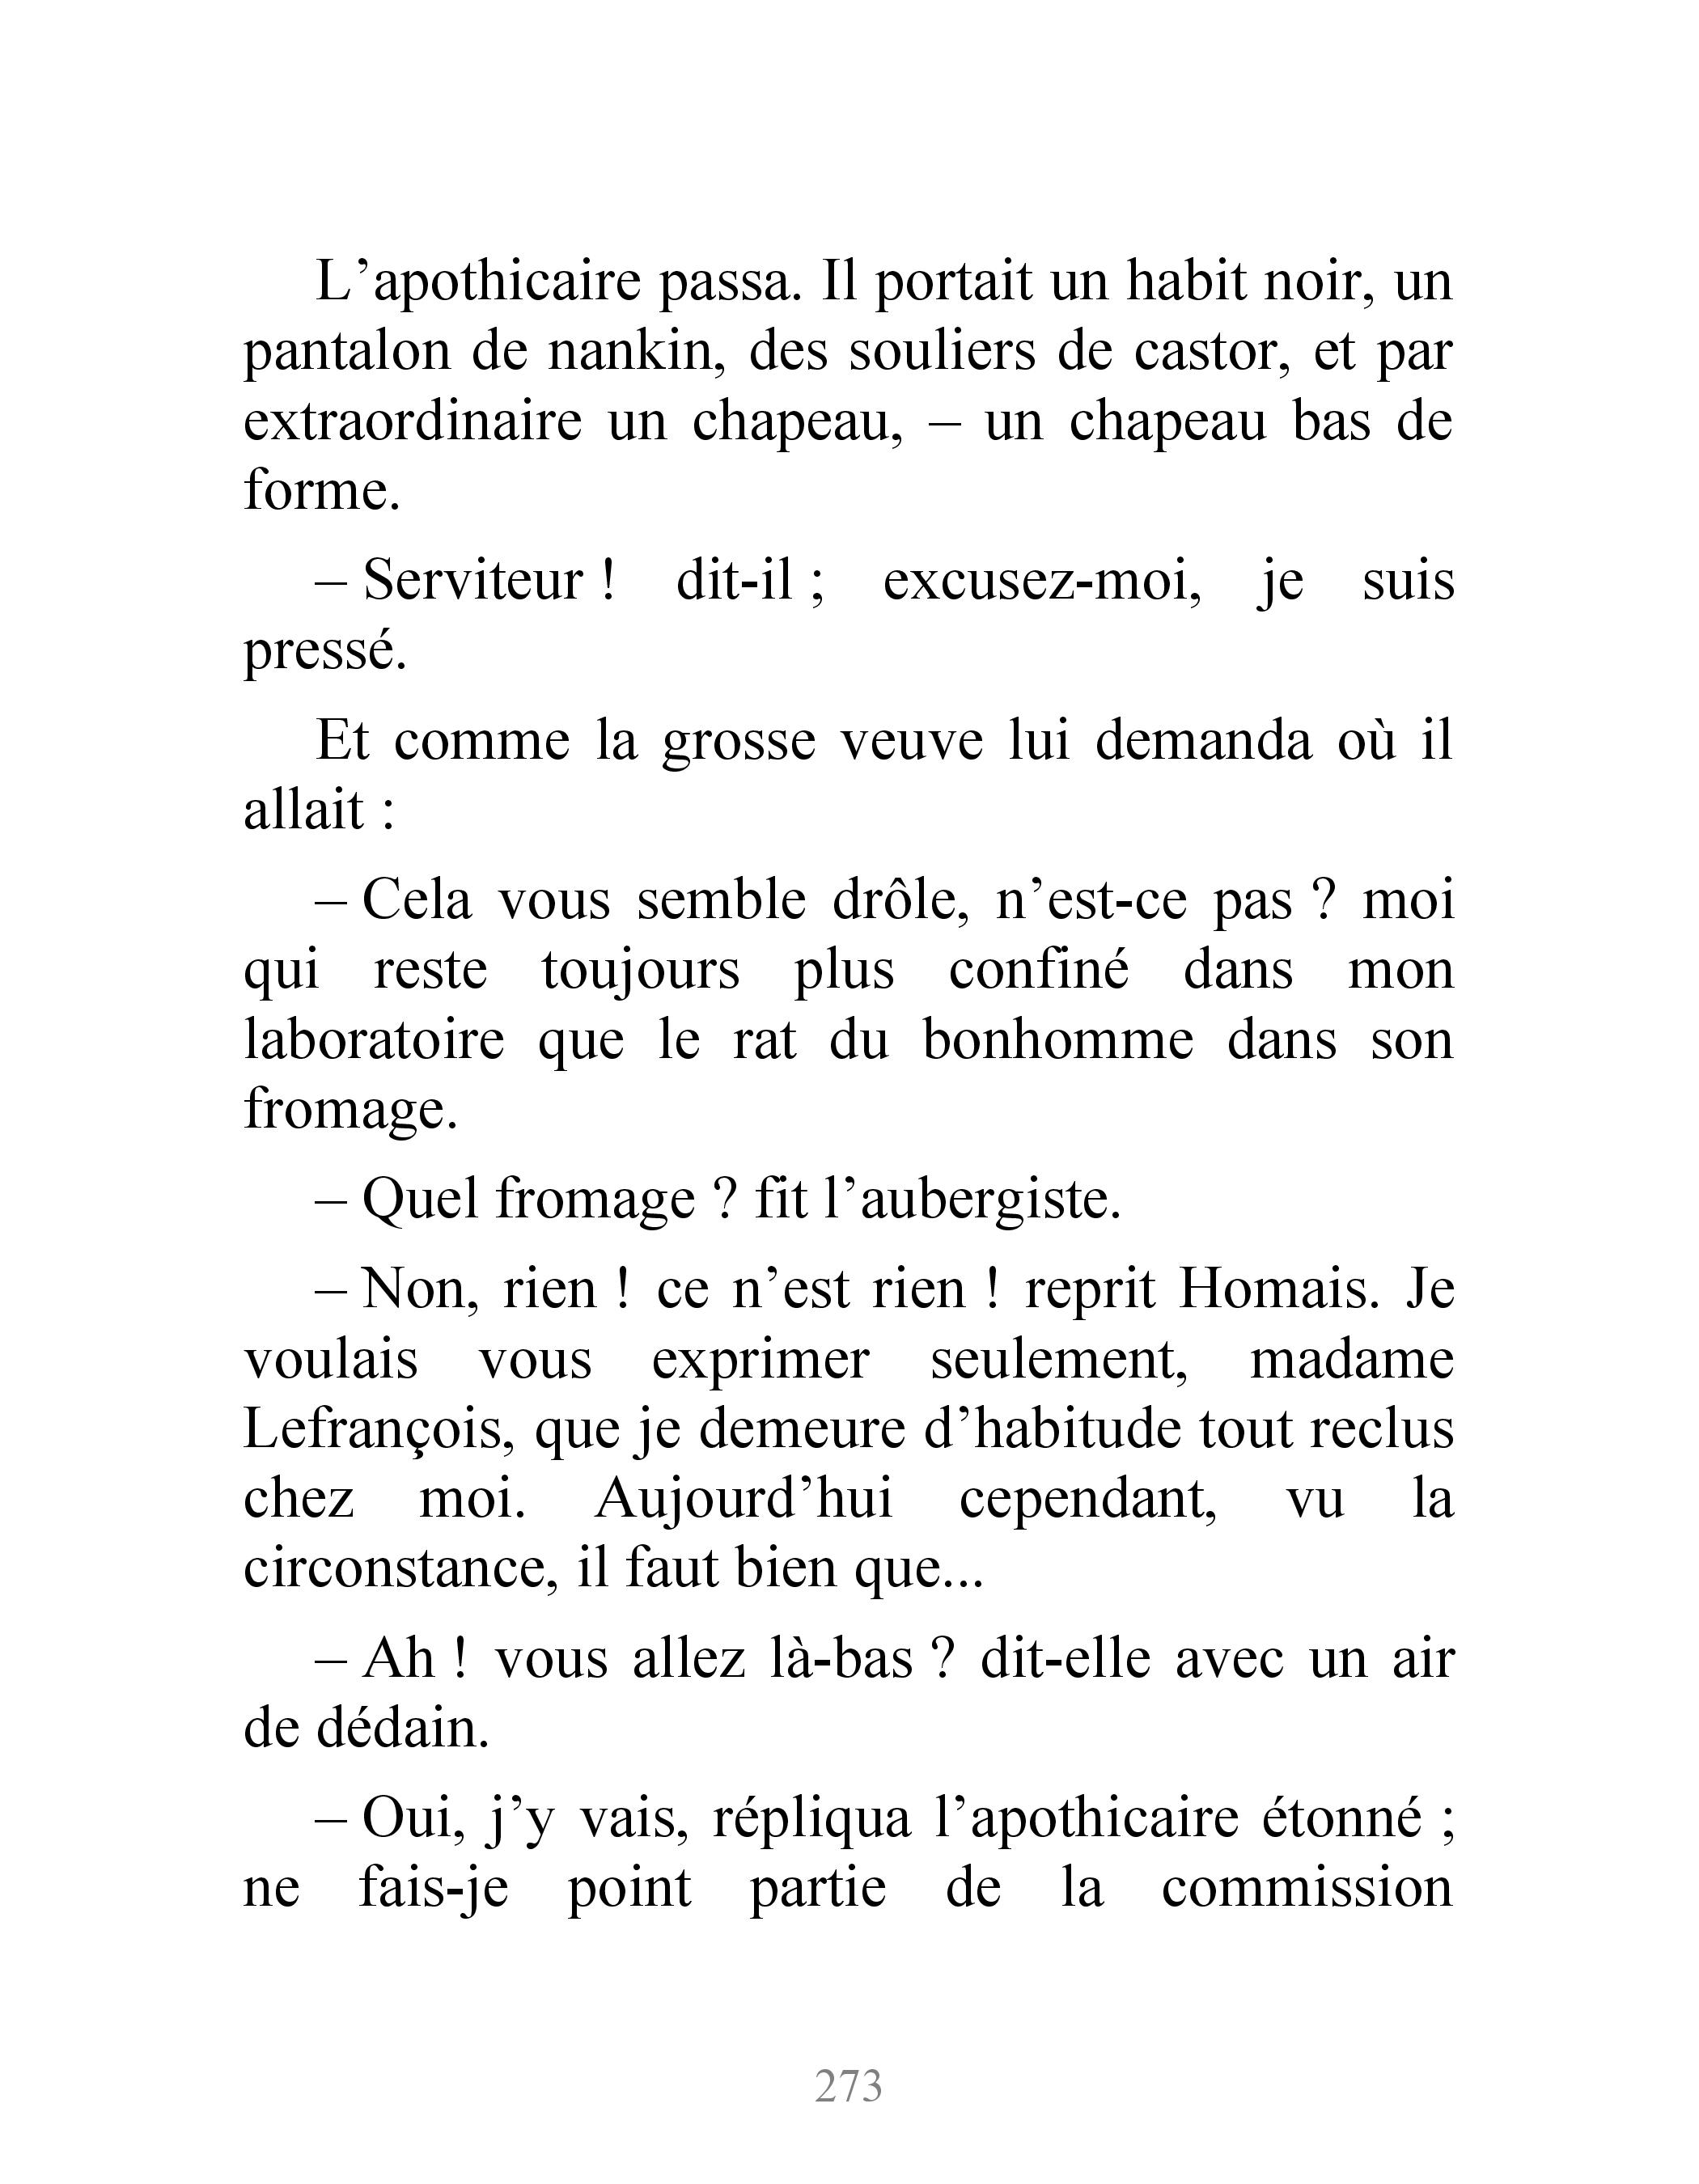 L’apothicaire passa. Il portait un habit noir, un
pantalon de nankin, des souliers de castor, et par
extraordinaire un chapeau, – un chapeau bas de
forme.
– Serviteur ! dit-il ; excusez-moi, je suis
pressé.
Et comme la grosse veuve lui demanda où il
allait :
– Cela vous semble drôle, n’est-ce pas ? moi
qui reste toujours plus confiné dans mon
laboratoire que le rat du bonhomme dans son
fromage.
– Quel fromage ? fit l’aubergiste.
– Non, rien ! ce n’est rien ! reprit Homais. Je
voulais vous exprimer seulement, madame
Lefrançois, que je demeure d’habitude tout reclus
chez moi. Aujourd’hui cependant, vu la
circonstance, il faut bien que...
– Ah ! vous allez là-bas ? dit-elle avec un air
de dédain.
– Oui, j’y vais, répliqua l’apothicaire étonné ;
ne fais-je point partie de la commission
273